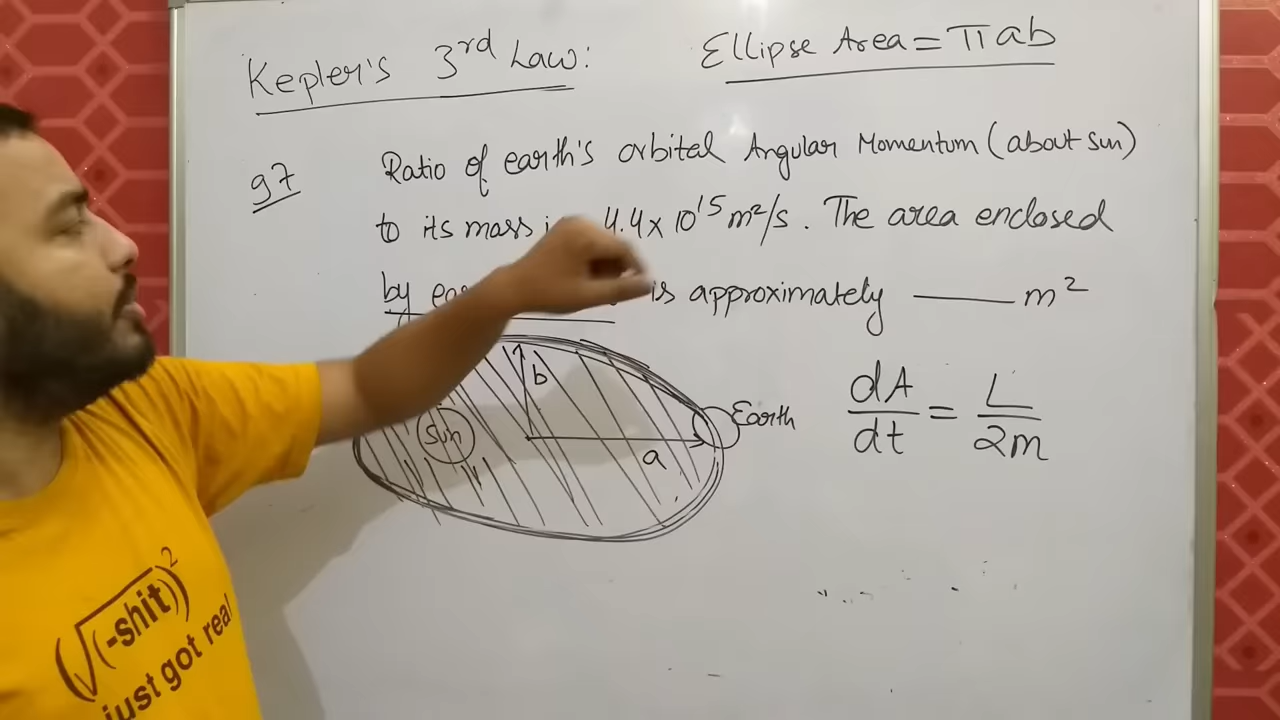 Kepler's 3rd Law:
Ellipse Area = πab
97
Ratio of earth's orbital Angular Momentum (about sun)
to its mass 4.4 x 10^15 m²/s. The area enclosed
by is approximately ____ m²
b
Sun
a
Earth
dA/dt = L/2m
(√(-shit))²
just got real